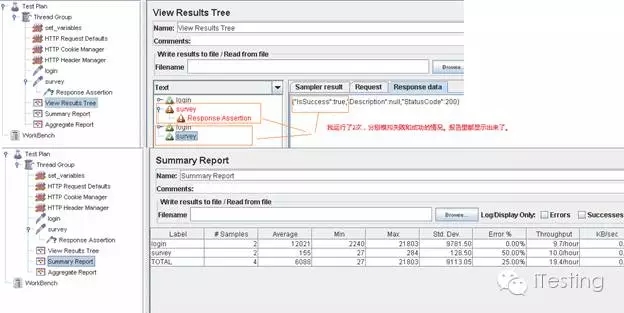 Test Plan
Thread Group
set_variables
HTTP Request Defaults
HTTP Cookie Manager
HTTP Header Manager
login
survey
Response Assertion
View Results Tree
Summary Report
Aggregate Report
WorkBench
View Results Tree
Name: View Results Tree
Comments:
Write results to file / Read from file
Filename Browse...
Text
Sampler result Request Response data
login
survey
Response Assertion
login
survey
{"IsSuccess":true,"Description":null,"StatusCode":200}
我运行了2次,分别模拟失败和成功的情况。报告里都显示出来了。
Test Plan
Thread Group
set_variables
HTTP Request Defaults
HTTP Cookie Manager
HTTP Header Manager
login
survey
Response Assertion
View Results Tree
Summary Report
Aggregate Report
WorkBench
Summary Report
Name: Summary Report
Comments:
Write results to file / Read from file
Filename Browse... Log/Display Only: Errors Successes
Label # Samples Average Min Max Std. Dev. Error % Throughput KB/sec
login 2 12021 2240 21803 9781.50 0.00% 9.7/hour
survey 2 155 27 284 128.50 50.00% 10.0/hour
TOTAL 4 6088 27 21803 9113.05 25.00% 19.4/hour
iTesting